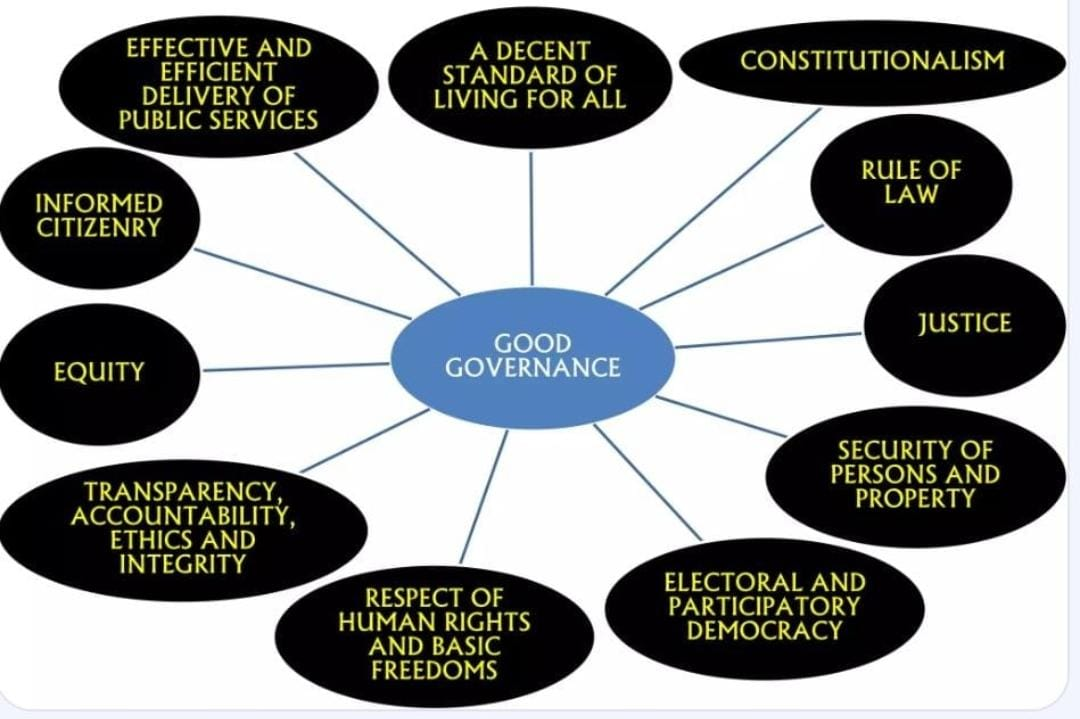 EFFECTIVE AND
EFFICIENT
DELIVERY OF
PUBLIC SERVICES
A DECENT
STANDARD OF
LIVING FOR ALL
CONSTITUTIONALISM
RULE OF
LAW
INFORMED
CITIZENRY
JUSTICE
GOOD
GOVERNANCE
EQUITY
SECURITY OF
PERSONS AND
PROPERTY
TRANSPARENCY,
ACCOUNTABILITY,
ETHICS AND
INTEGRITY
ELECTORAL AND
PARTICIPATORY
DEMOCRACY
RESPECT OF
HUMAN RIGHTS
AND BASIC
FREEDOMS